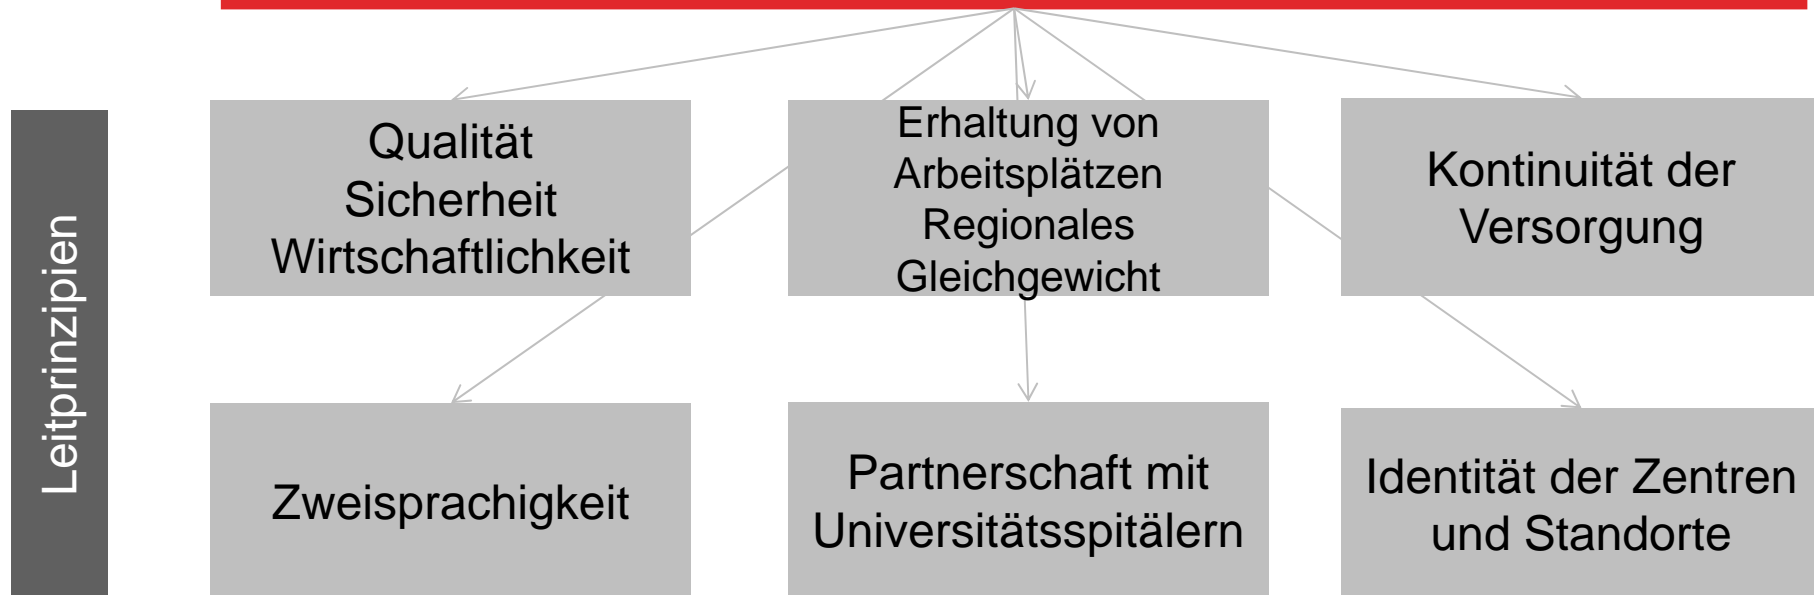 Leitprinzipien
Qualität
Sicherheit
Wirtschaftlichkeit
Erhaltung von
Arbeitsplätzen
Regionales
Gleichgewicht
Kontinuität der
Versorgung
Zweisprachigkeit
Partnerschaft mit
Universitätsspitälern
Identität der Zentren
und Standorte